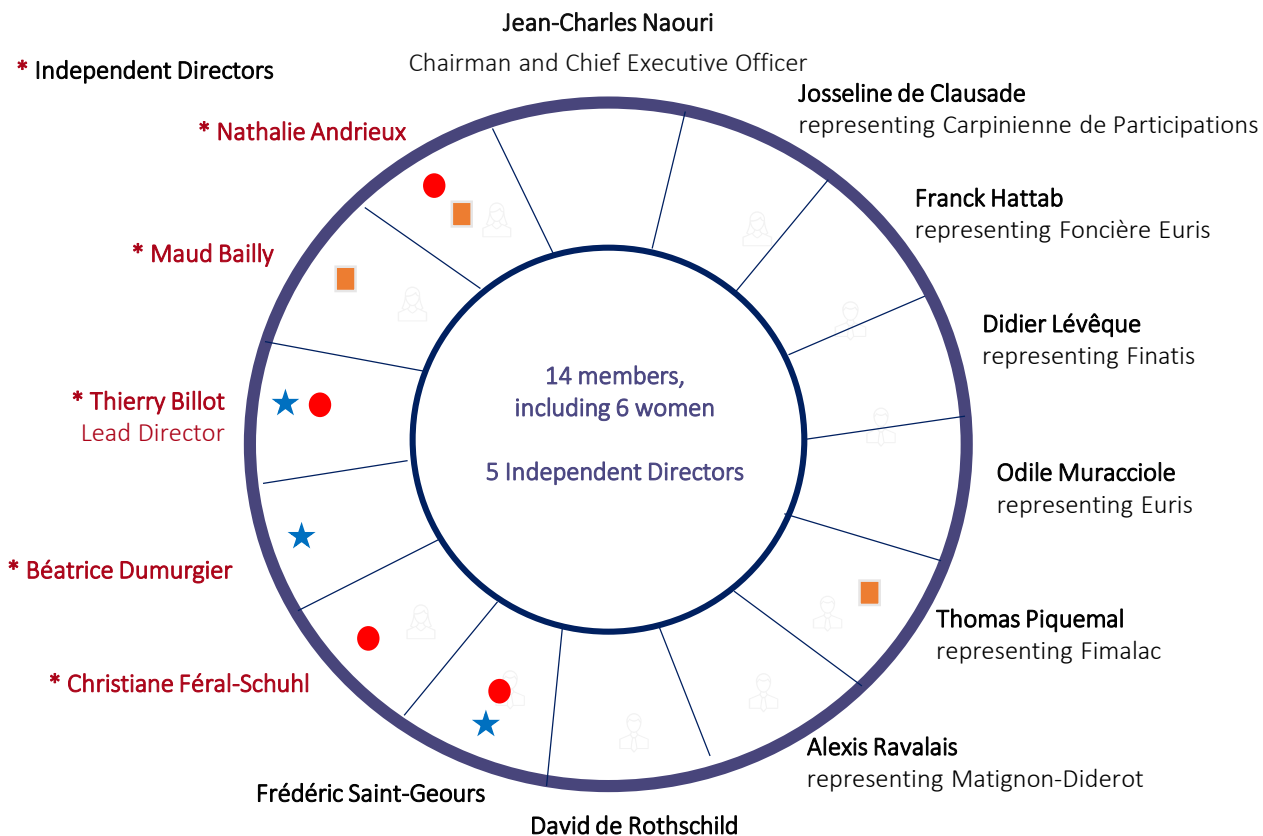 Jean-Charles Naouri
Chairman and Chief Executive Officer
* Independent Directors
Josseline de Clausade
representing Carpinienne de Participations
* Nathalie Andrieux
Franck Hattab
representing Foncière Euris
* Maud Bailly
Didier Lévêque
representing Finatis
14 members,
including 6 women
5 Independent Directors
* Thierry Billot
Lead Director
Odile Muracciole
representing Euris
* Béatrice Dumurgier
Thomas Piquemal
representing Fimalac
* Christiane Féral-Schuhl
Alexis Ravalais
representing Matignon-Diderot
Frédéric Saint-Geours
David de Rothschild